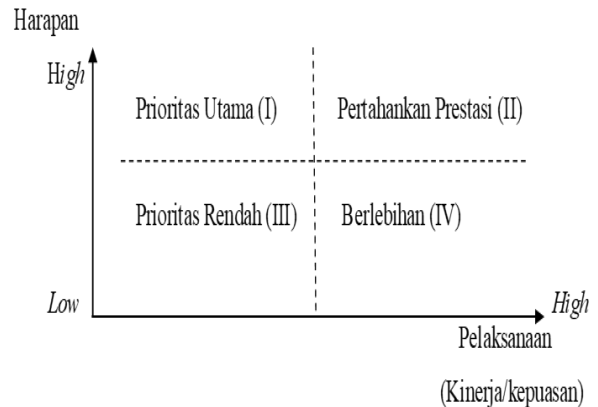 Harapan
High
Prioritas Utama (I)
Pertahankan Prestasi (II)
Prioritas Rendah (III)
Berlebihan (IV)
Low
High
Pelaksanaan
(Kinerja/kepuasan)